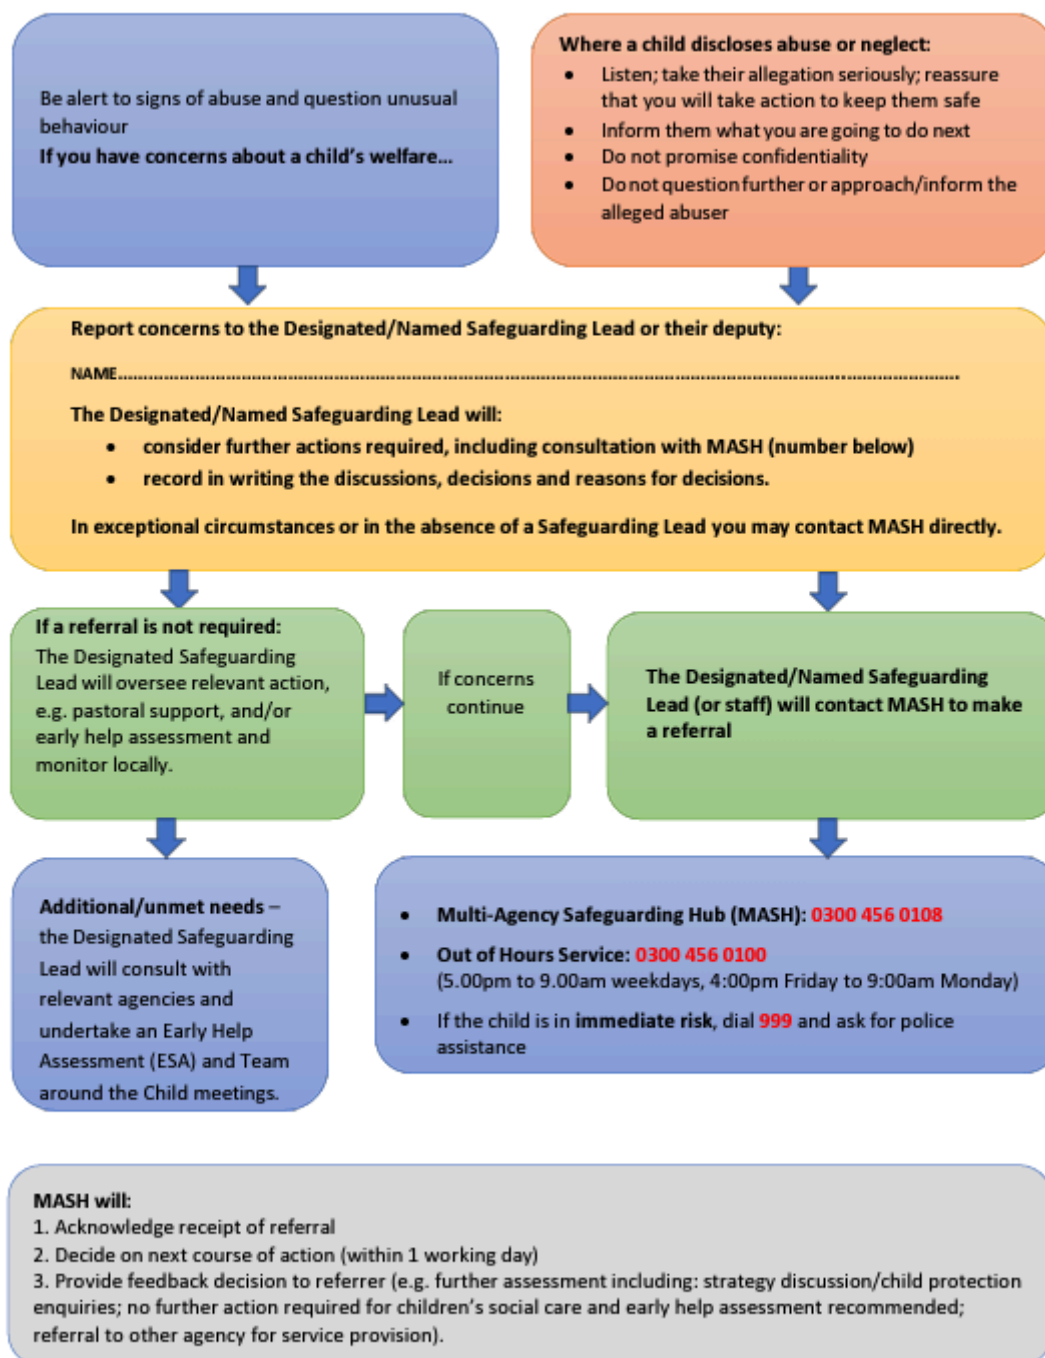 Be alert to signs of abuse and question unusual
behaviour
If you have concerns about a child's welfare...
Where a child discloses abuse or neglect:
• Listen; take their allegation seriously; reassure
that you will take action to keep them safe
• Inform them what you are going to do next
• Do not promise confidentiality
• Do not question further or approach/inform the
alleged abuser
Report concerns to the Designated/Named Safeguarding Lead or their deputy:
NAME..........................................................................................................................................................
The Designated/Named Safeguarding Lead will:
• consider further actions required, including consultation with MASH (number below)
• record in writing the discussions, decisions and reasons for decisions.
In exceptional circumstances or in the absence of a Safeguarding Lead you may contact MASH directly.
If a referral is not required:
The Designated Safeguarding
Lead will oversee relevant action,
e.g. pastoral support, and/or
early help assessment and
monitor locally.
If concerns
continue
The Designated/Named Safeguarding
Lead (or staff) will contact MASH to make
a referral
Additional/unmet needs –
the Designated Safeguarding
Lead will consult with
relevant agencies and
undertake an Early Help
Assessment (ESA) and Team
around the Child meetings.
• Multi-Agency Safeguarding Hub (MASH): 0300 456 0108
• Out of Hours Service: 0300 456 0100
(5.00pm to 9.00am weekdays, 4:00pm Friday to 9:00am Monday)
• If the child is in immediate risk, dial 999 and ask for police
assistance
MASH will:
1. Acknowledge receipt of referral
2. Decide on next course of action (within 1 working day)
3. Provide feedback decision to referrer (e.g. further assessment including: strategy discussion/child protection
enquiries; no further action required for children's social care and early help assessment recommended;
referral to other agency for service provision).